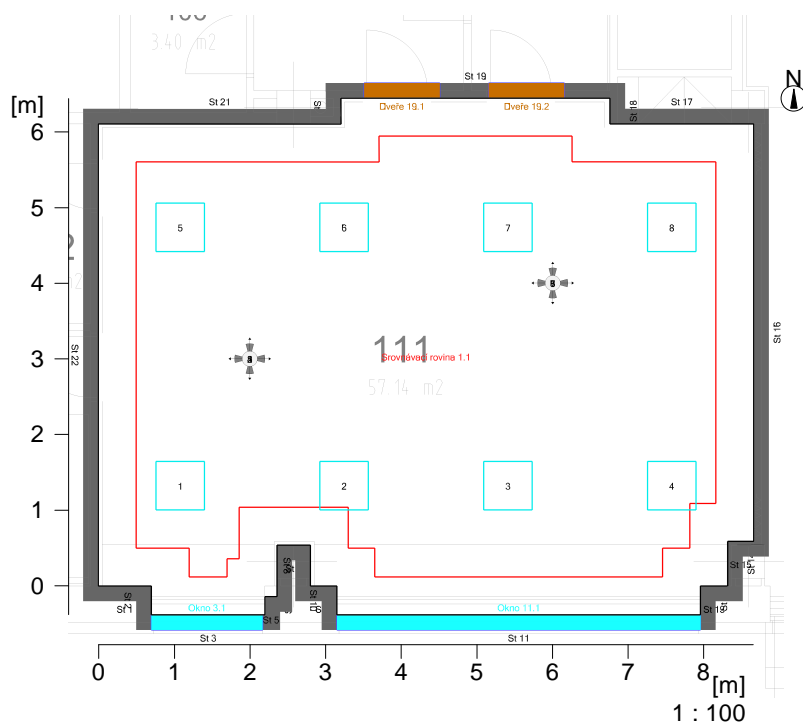 3.40 m2
N
St 19
[m]
St 21
St 18
St 17
Dveře 19.1
Dveře 19.2
6
5
5
6
7
8
4
111
3
Srovnávací rovina 1.1
St 22
St 16
57.14 m2
2
1
2
3
4
1
0
Okno 3.1
Okno 11.1
St 5
St 3
St 11
0
1
2
3
4
5
6
7
8
[m]
1 : 100